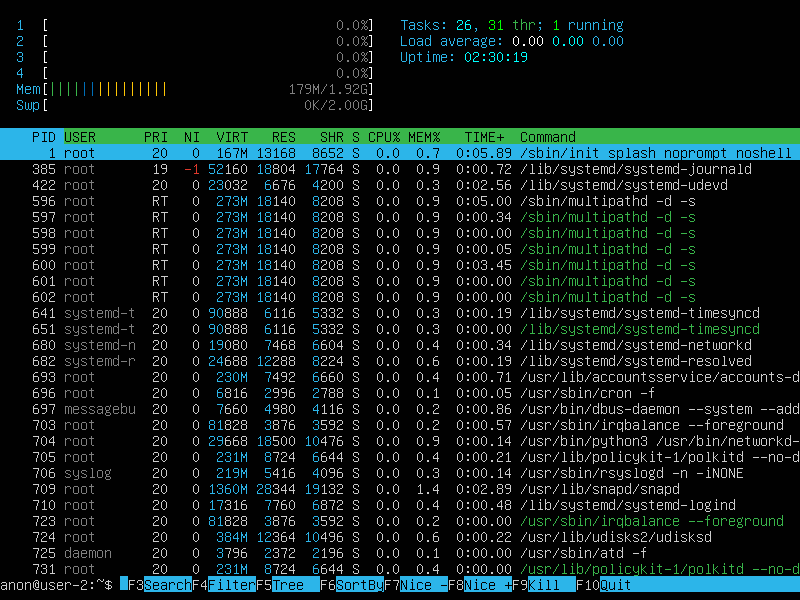 1 [ 0.0%] Tasks: 26, 31 thr; 1 running
2 [ 0.0%] Load average: 0.00 0.00 0.00
3 [ 0.0%] Uptime: 02:30:19
4 [ 0.0%]
Mem[|||||||||||||||| 179M/1.92G]
Swp[ 0K/2.00G]
PID USER PRI NI VIRT RES SHR S CPU% MEM% TIME+ Command
1 root 20 0 167M 13168 8652 S 0.0 0.7 0:05.89 /sbin/init splash noprompt noshell
385 root 19 -1 52160 18804 17764 S 0.0 0.9 0:00.72 /lib/systemd/systemd-journald
422 root 20 0 23032 6676 4200 S 0.0 0.3 0:02.56 /lib/systemd/systemd-udevd
596 root RT 0 273M 18140 8208 S 0.0 0.9 0:05.00 /sbin/multipathd -d -s
597 root RT 0 273M 18140 8208 S 0.0 0.9 0:00.34 /sbin/multipathd -d -s
598 root RT 0 273M 18140 8208 S 0.0 0.9 0:00.00 /sbin/multipathd -d -s
599 root RT 0 273M 18140 8208 S 0.0 0.9 0:00.05 /sbin/multipathd -d -s
600 root RT 0 273M 18140 8208 S 0.0 0.9 0:03.45 /sbin/multipathd -d -s
601 root RT 0 273M 18140 8208 S 0.0 0.9 0:00.00 /sbin/multipathd -d -s
602 root RT 0 273M 18140 8208 S 0.0 0.9 0:00.00 /sbin/multipathd -d -s
641 systemd-t 20 0 90888 6116 5332 S 0.0 0.3 0:00.19 /lib/systemd/systemd-timesyncd
651 systemd-t 20 0 90888 6116 5332 S 0.0 0.3 0:00.00 /lib/systemd/systemd-timesyncd
680 systemd-n 20 0 19080 7468 6604 S 0.0 0.4 0:00.34 /lib/systemd/systemd-networkd
682 systemd-r 20 0 24688 12288 8224 S 0.0 0.6 0:00.19 /lib/systemd/systemd-resolved
693 root 20 0 230M 7492 6660 S 0.0 0.4 0:00.71 /usr/lib/accountsservice/accounts-d
696 root 20 0 6816 2996 2788 S 0.0 0.1 0:00.05 /usr/sbin/cron -f
697 messagebu 20 0 7660 4980 4116 S 0.0 0.2 0:00.86 /usr/bin/dbus-daemon --system --add
703 root 20 0 81828 3876 3592 S 0.0 0.2 0:00.57 /usr/sbin/irqbalance --foreground
704 root 20 0 29668 18500 10476 S 0.0 0.9 0:00.14 /usr/bin/python3 /usr/bin/networkd-
705 root 20 0 231M 8724 6644 S 0.0 0.4 0:00.21 /usr/lib/policykit-1/polkitd --no-d
706 syslog 20 0 219M 5416 4096 S 0.0 0.3 0:00.14 /usr/sbin/rsyslogd -n -iNONE
709 root 20 0 1360M 28344 19132 S 0.0 1.4 0:02.89 /usr/lib/snapd/snapd
710 root 20 0 17316 7760 6872 S 0.0 0.4 0:00.48 /lib/systemd/systemd-logind
723 root 20 0 81828 3876 3592 S 0.0 0.2 0:00.00 /usr/sbin/irqbalance --foreground
724 root 20 0 384M 12364 10496 S 0.0 0.6 0:00.22 /usr/lib/udisks2/udisksd
725 daemon 20 0 3796 2372 2196 S 0.0 0.1 0:00.00 /usr/sbin/atd -f
731 root 20 0 231M 8724 6644 S 0.0 0.4 0:00.00 /usr/lib/policykit-1/polkitd --no-d
anon@user-2:~$ F3SearchF4FilterF5Tree F6SortByF7Nice -F8Nice +F9Kill F10Quit